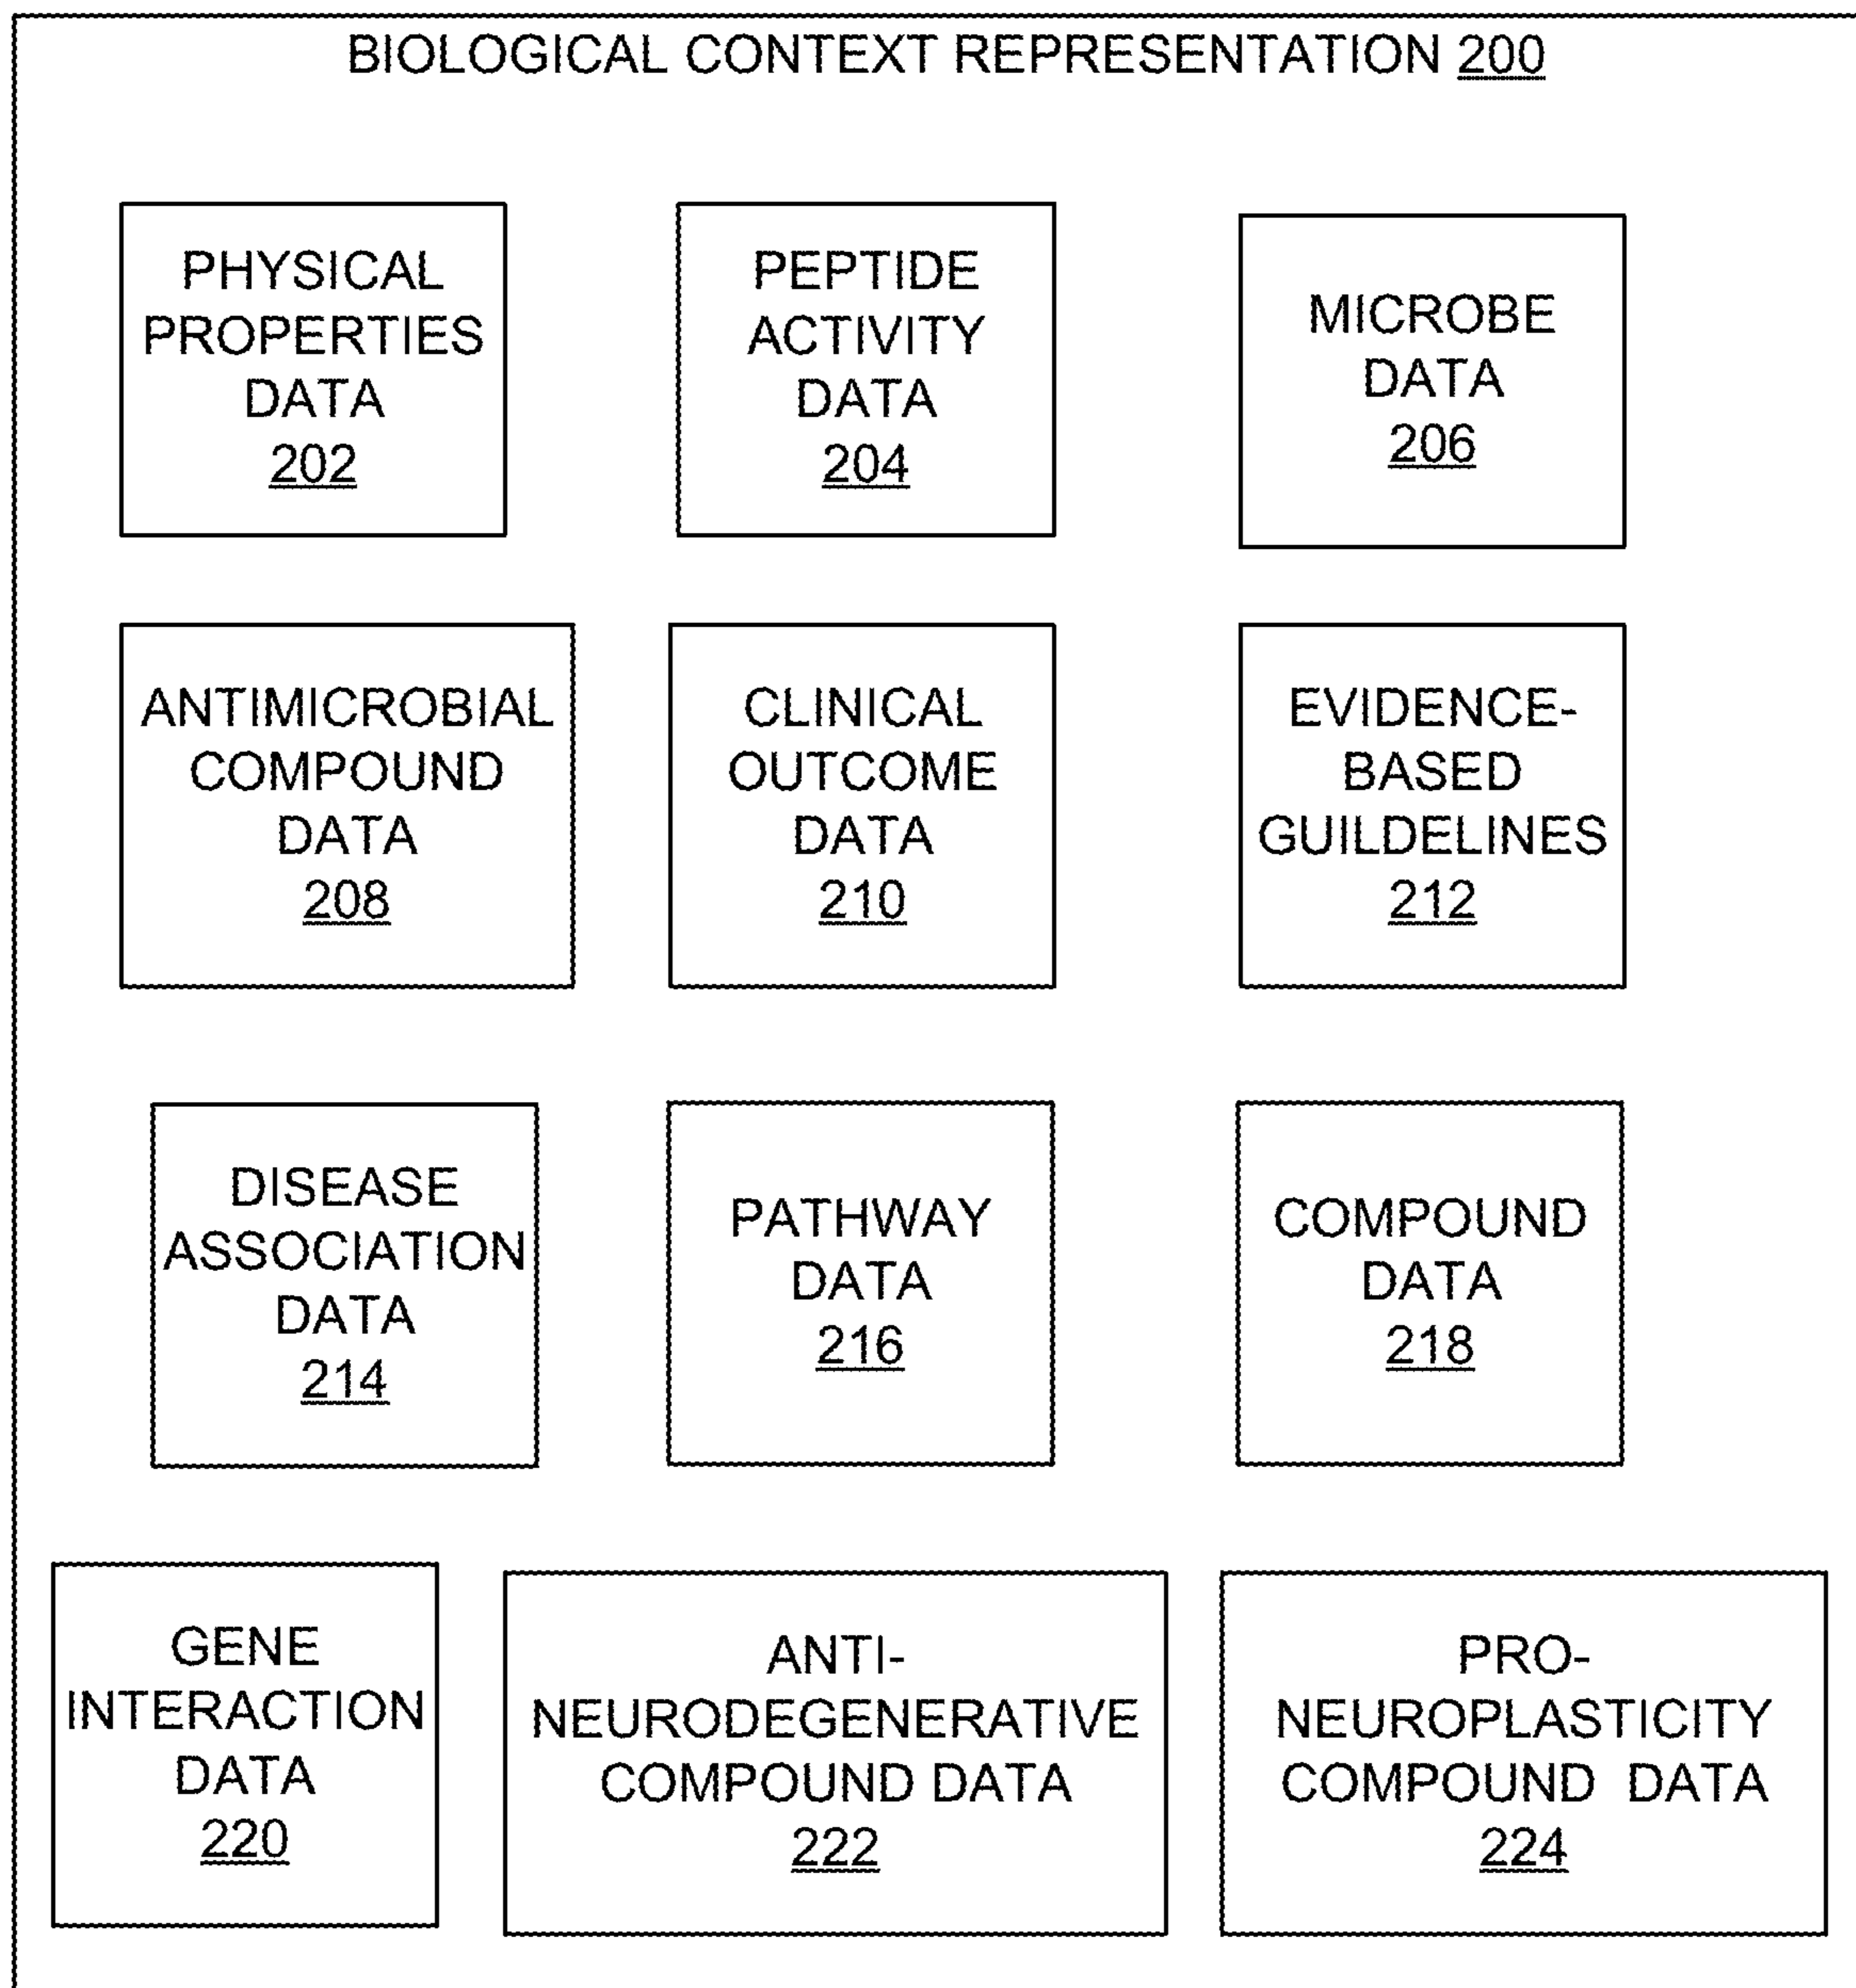 BIOLOGICAL CONTEXT REPRESENTATION 200
PHYSICAL
PROPERTIES
DATA
202
PEPTIDE
ACTIVITY
DATA
204
MICROBE
DATA
206
ANTIMICROBIAL
COMPOUND
DATA
208
CLINICAL
OUTCOME
DATA
210
EVIDENCE-
BASED
GUILDELINES
212
DISEASE
ASSOCIATION
DATA
214
PATHWAY
DATA
216
COMPOUND
DATA
218
GENE
INTERACTION
DATA
220
ANTI-
NEURODEGENERATIVE
COMPOUND DATA
222
PRO-
NEUROPLASTICITY
COMPOUND DATA
224